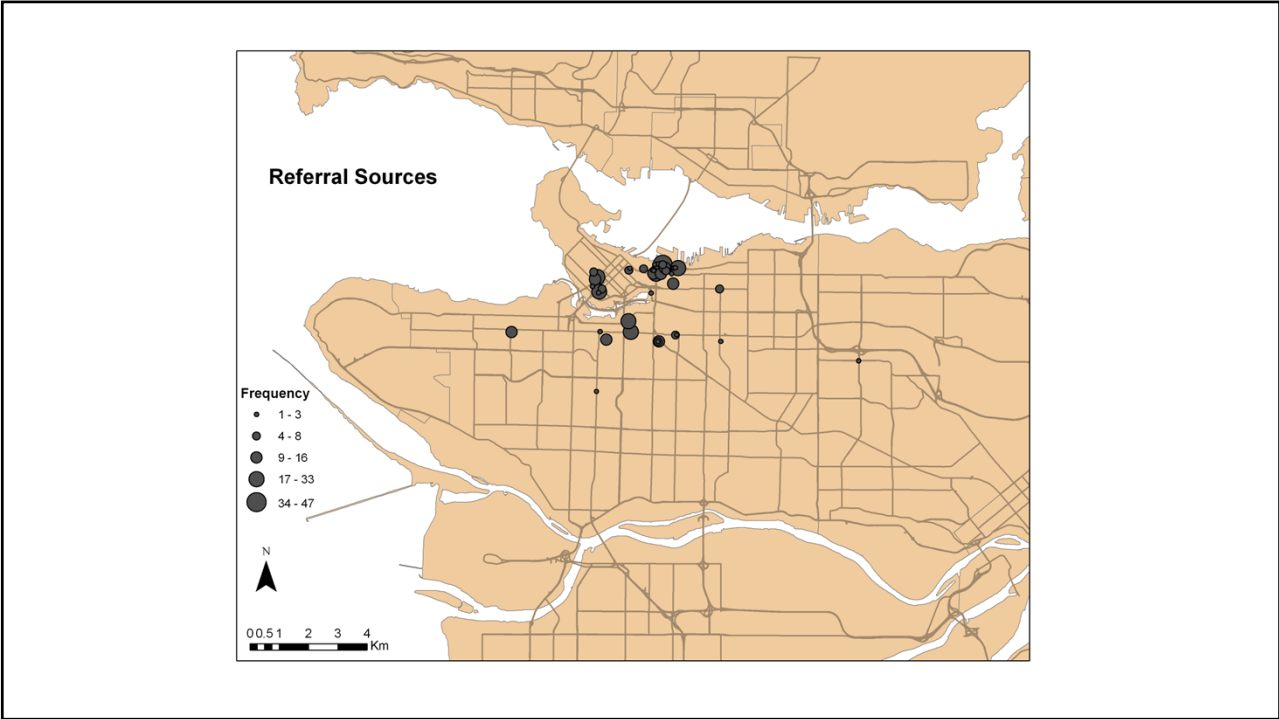 Referral Sources
Frequency
1 - 3
4 - 8
9 - 16
17 - 33
34 - 47
N
0 0.5 1 2 3 4
Km